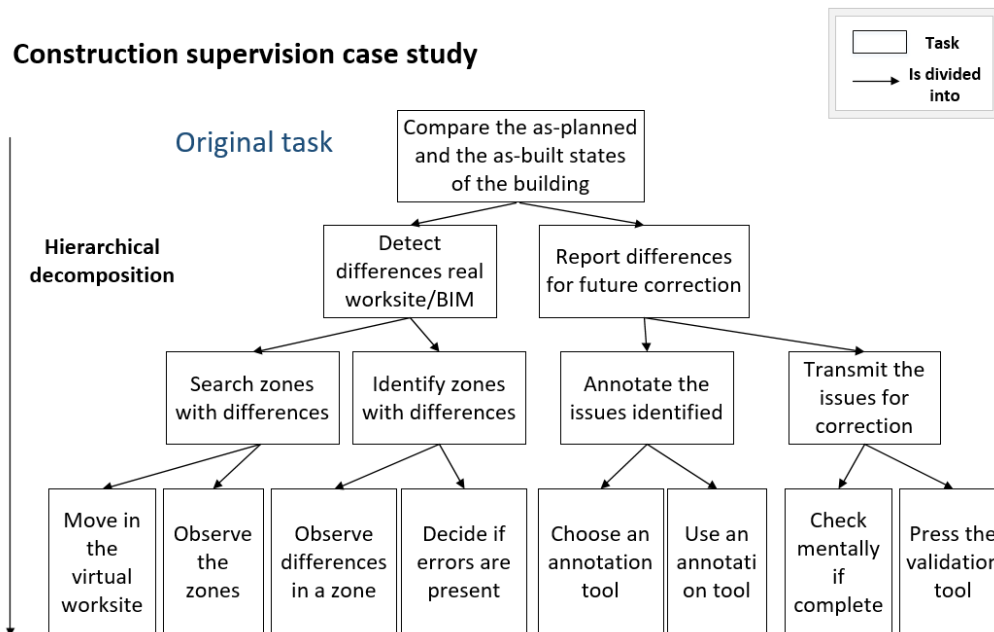 Construction supervision case study
Task
Is divided
into
Original task
Compare the as-planned
and the as-built states
of the building
Hierarchical
decomposition
Detect
differences real
worksite/BIM
Report differences
for future correction
Search zones
with differences
Identify zones
with differences
Annotate the
issues identified
Transmit the
issues for
correction
Move in
the
virtual
worksite
Observe
the
zones
Observe
differences
in a zone
Decide if
errors are
present
Choose an
annotation
tool
Use an
annotati
on tool
Check
mentally
if
complete
Press the
validation
tool